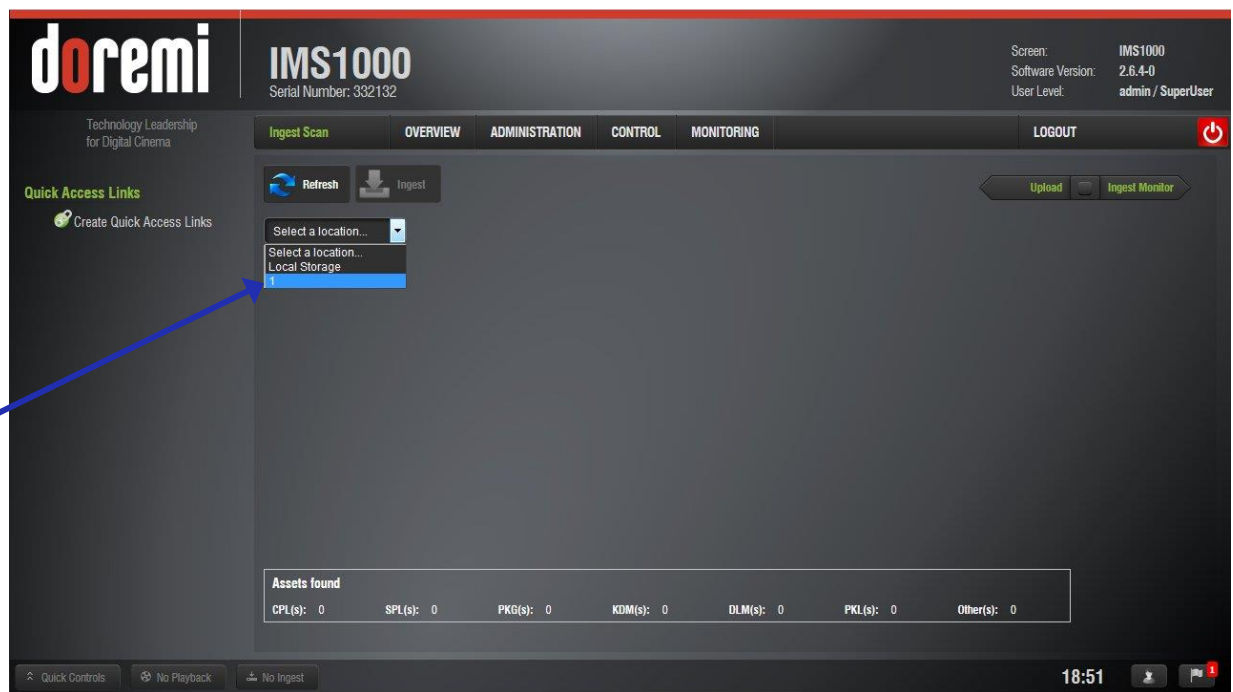 doremi
Technology Leadership
for Digital Cinema
IMS1000
Serial Number: 332132
Screen: IMS1000
Software Version: 2.6.4-0
User Level: admin / SuperUser
Ingest Scan OVERVIEW ADMINISTRATION CONTROL MONITORING LOGOUT
Quick Access Links
Create Quick Access Links
Refresh Ingest
Upload Ingest Monitor
Select a location...
Select a location...
Local Storage
1
Assets found
CPL(s): 0 SPL(s): 0 PKG(s): 0 KDM(s): 0 DLM(s): 0 PKL(s): 0 Other(s): 0
Quick Controls No Playback No Ingest 18:51 1